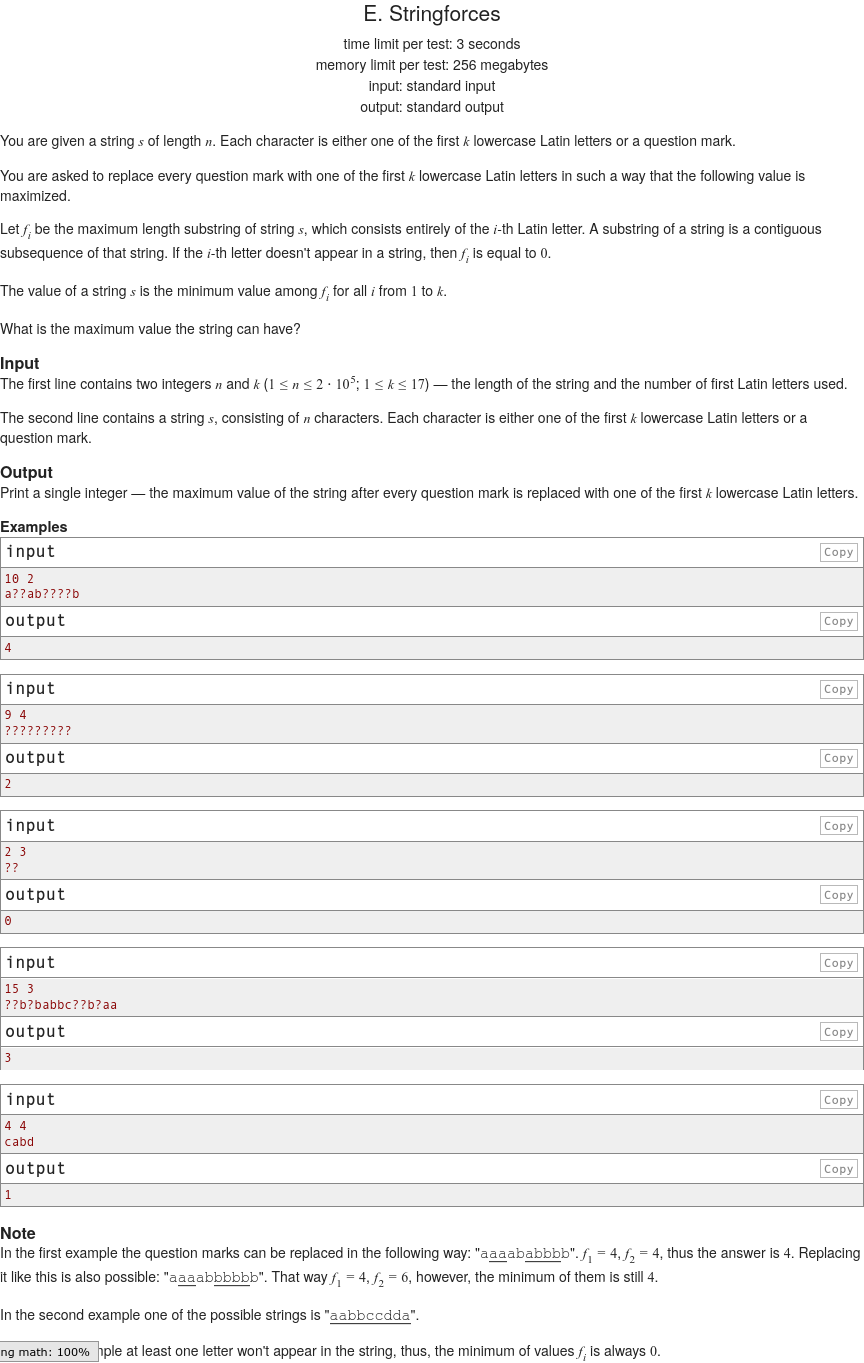 E. Stringforces
time limit per test: 3 seconds
memory limit per test: 256 megabytes
input: standard input
output: standard output
You are given a string s of length n. Each character is either one of the first k lowercase Latin letters or a question mark.
You are asked to replace every question mark with one of the first k lowercase Latin letters in such a way that the following value is
maximized.
Let f_i be the maximum length substring of string s, which consists entirely of the i-th Latin letter. A substring of a string is a contiguous
subsequence of that string. If the i-th letter doesn't appear in a string, then f_i is equal to 0.
The value of a string s is the minimum value among f_i for all i from 1 to k.
What is the maximum value the string can have?
Input
The first line contains two integers n and k (1 ≤ n ≤ 2 · 10^5; 1 ≤ k ≤ 17) — the length of the string and the number of first Latin letters used.
The second line contains a string s, consisting of n characters. Each character is either one of the first k lowercase Latin letters or a
question mark.
Output
Print a single integer — the maximum value of the string after every question mark is replaced with one of the first k lowercase Latin letters.
Examples
input Copy
10 2
a??ab????b
output Copy
4
input Copy
9 4
?????????
output Copy
2
input Copy
2 3
??
output Copy
0
input Copy
15 3
??b?babbc??b?aa
output Copy
3
input Copy
4 4
cabd
output Copy
1
Note
In the first example the question marks can be replaced in the following way: "aaaababbbb". f_1 = 4, f_2 = 4, thus the answer is 4. Replacing
it like this is also possible: "aaaabbbbbb". That way f_1 = 4, f_2 = 6, however, the minimum of them is still 4.
In the second example one of the possible strings is "aabbccdda".
ng math: 100% nple at least one letter won't appear in the string, thus, the minimum of values f_i is always 0.